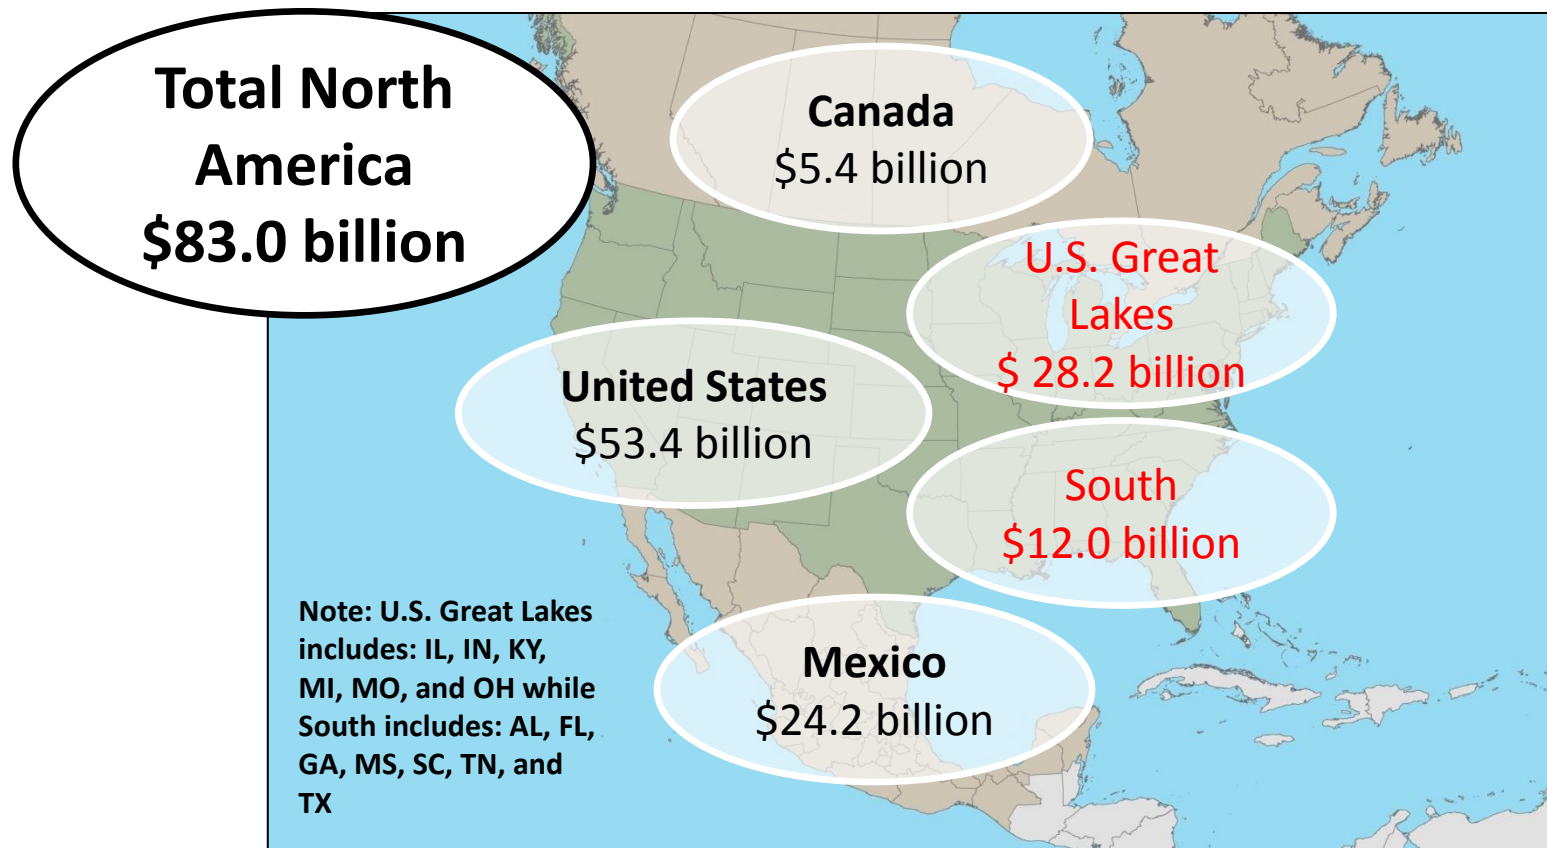 Total North
America
$83.0 billion
Canada
$5.4 billion
U.S. Great
Lakes
$ 28.2 billion
United States
$53.4 billion
South
$12.0 billion
Mexico
$24.2 billion
Note: U.S. Great Lakes
includes: IL, IN, KY,
MI, MO, and OH while
South includes: AL, FL,
GA, MS, SC, TN, and
TX